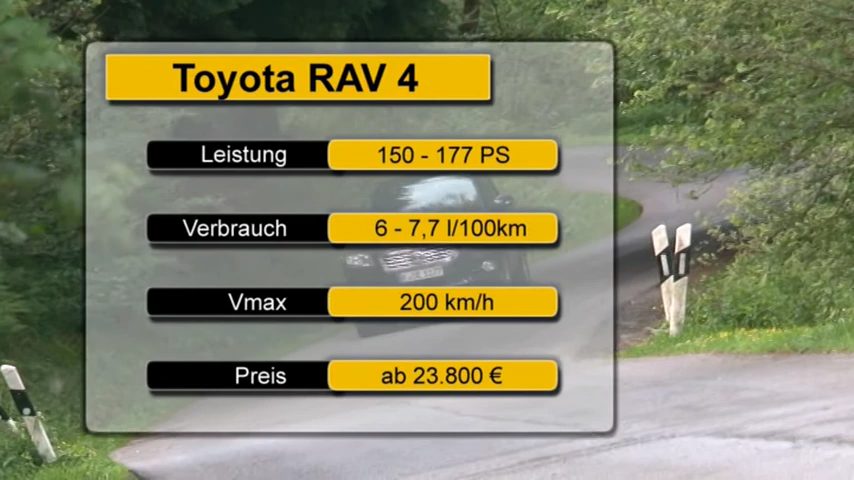 Toyota RAV 4
Leistung 150 - 177 PS
Verbrauch 6 - 7,7 l/100km
Vmax 200 km/h
Preis ab 23.800 €